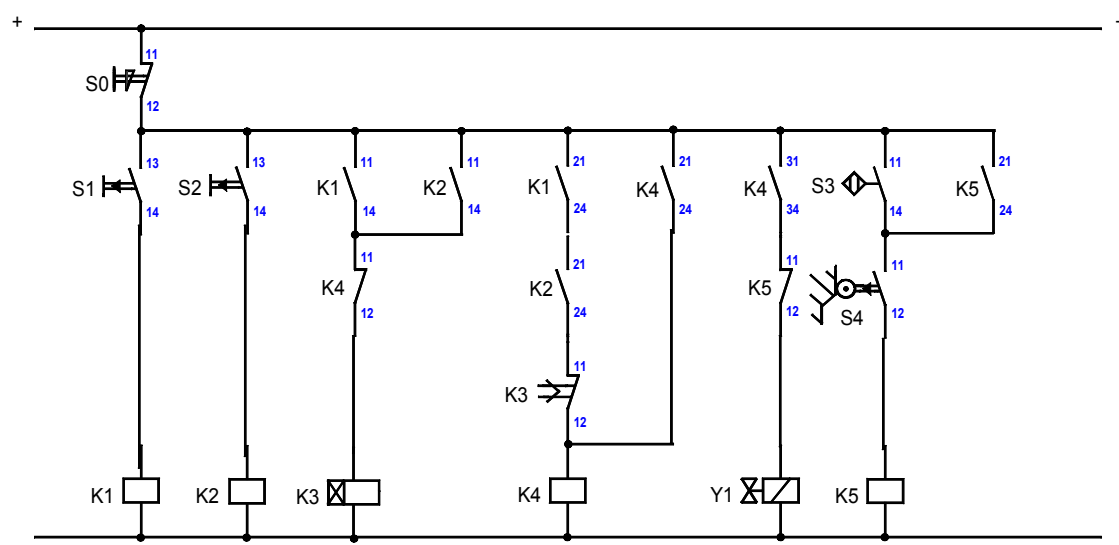 + -
11
S0
12
13 13 11 11 21 21 31 11 21
S1 S2 K1 K2 K1 K4 K4 S3 K5
14 14 14 14 24 24 34 14 24
11 21 11 11
K4 K2 K5 S4
12 24 12 12
11
K3
12
K1 K2 K3 K4 Y1 K5